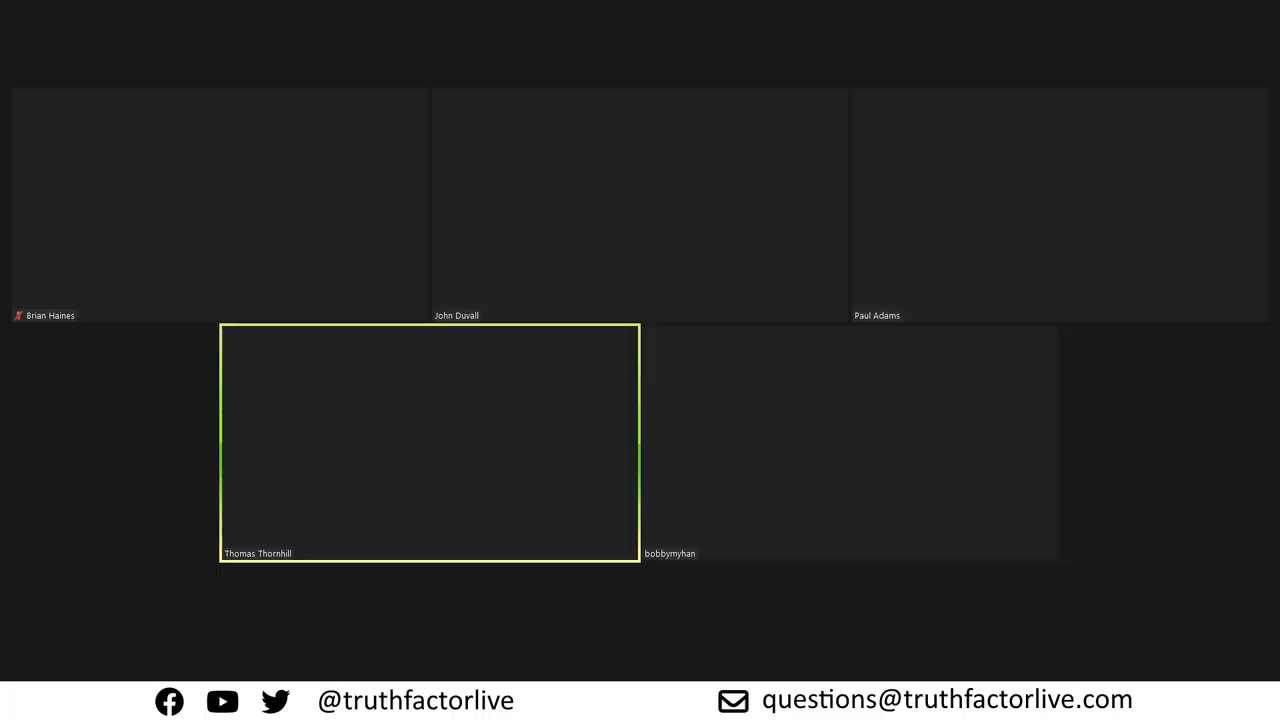 Brian Haines
John Duvall
Paul Adams
Thomas Thornhill
bobbymyhan
@truthfactorlive
questions@truthfactorlive.com